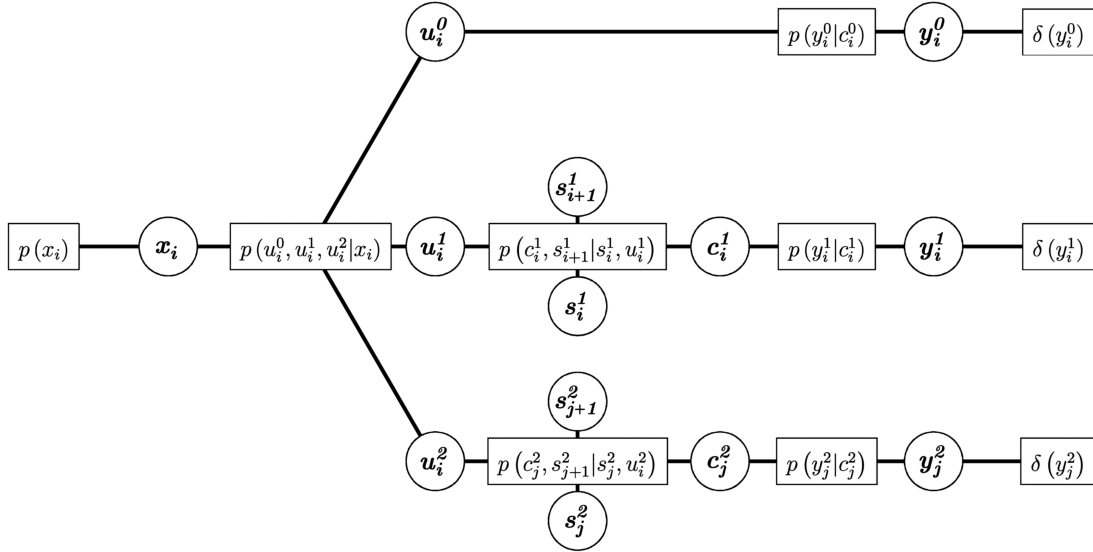 u_i^0 p(y_i^0|c_i^0) y_i^0 δ(y_i^0)
s_{i+1}^1
p(x_i) x_i p(u_i^0, u_i^1, u_i^2|x_i) u_i^1 p(c_i^1, s_{i+1}^1|s_i^1, u_i^1) c_i^1 p(y_i^1|c_i^1) y_i^1 δ(y_i^1)
s_i^1
s_{j+1}^2
u_i^2 p(c_j^2, s_{j+1}^2|s_j^2, u_i^2) c_j^2 p(y_j^2|c_j^2) y_j^2 δ(y_j^2)
s_j^2